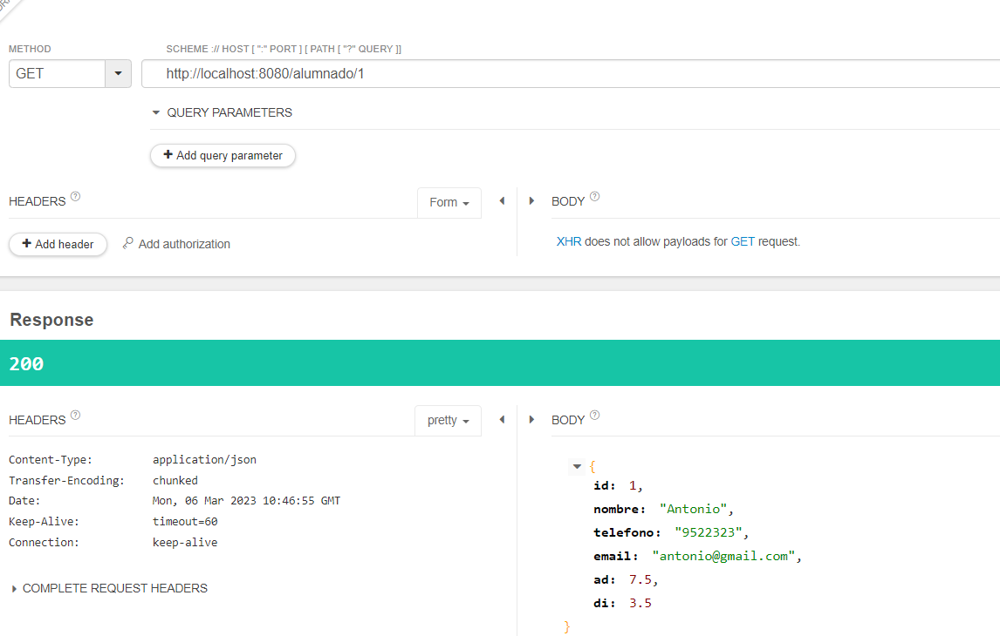 METHOD
SCHEME :// HOST [ ":" PORT ] [ PATH [ "?" QUERY ]]
GET
http://localhost:8080/alumnado/1
QUERY PARAMETERS
+ Add query parameter
HEADERS ?
Form
BODY ?
+ Add header
Add authorization
XHR does not allow payloads for GET request.
Response
200
HEADERS ?
pretty
BODY ?
Content-Type: application/json
Transfer-Encoding: chunked
Date: Mon, 06 Mar 2023 10:46:55 GMT
Keep-Alive: timeout=60
Connection: keep-alive
COMPLETE REQUEST HEADERS
{
id: 1,
nombre: "Antonio",
telefono: "9522323",
email: "antonio@gmail.com",
ad: 7.5,
di: 3.5
}